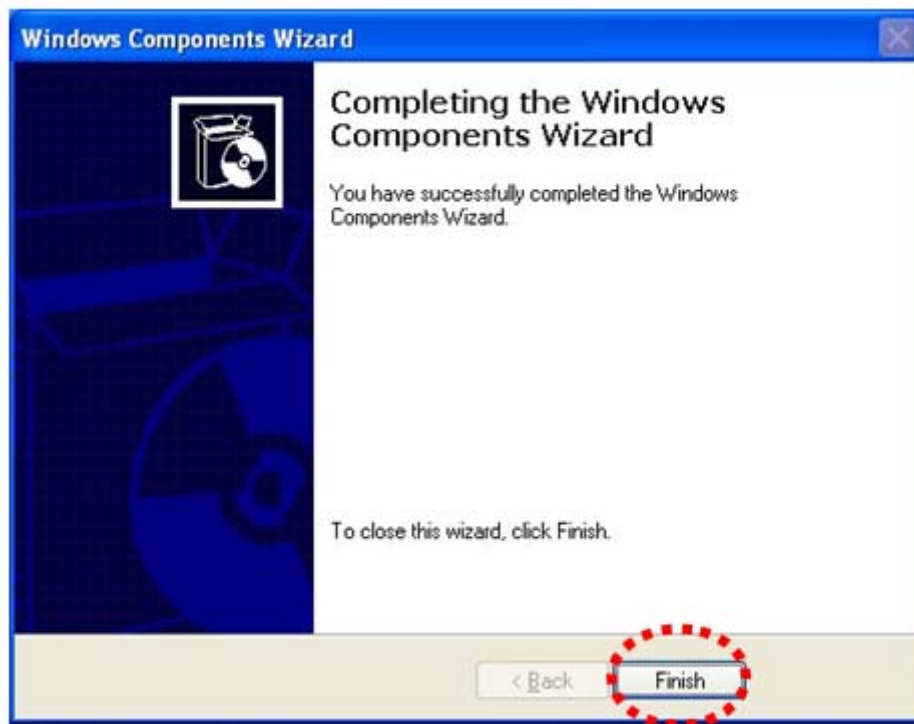 Windows Components Wizard
Completing the Windows
Components Wizard
You have successfully completed the Windows
Components Wizard.
To close this wizard, click Finish.
< Back
Finish